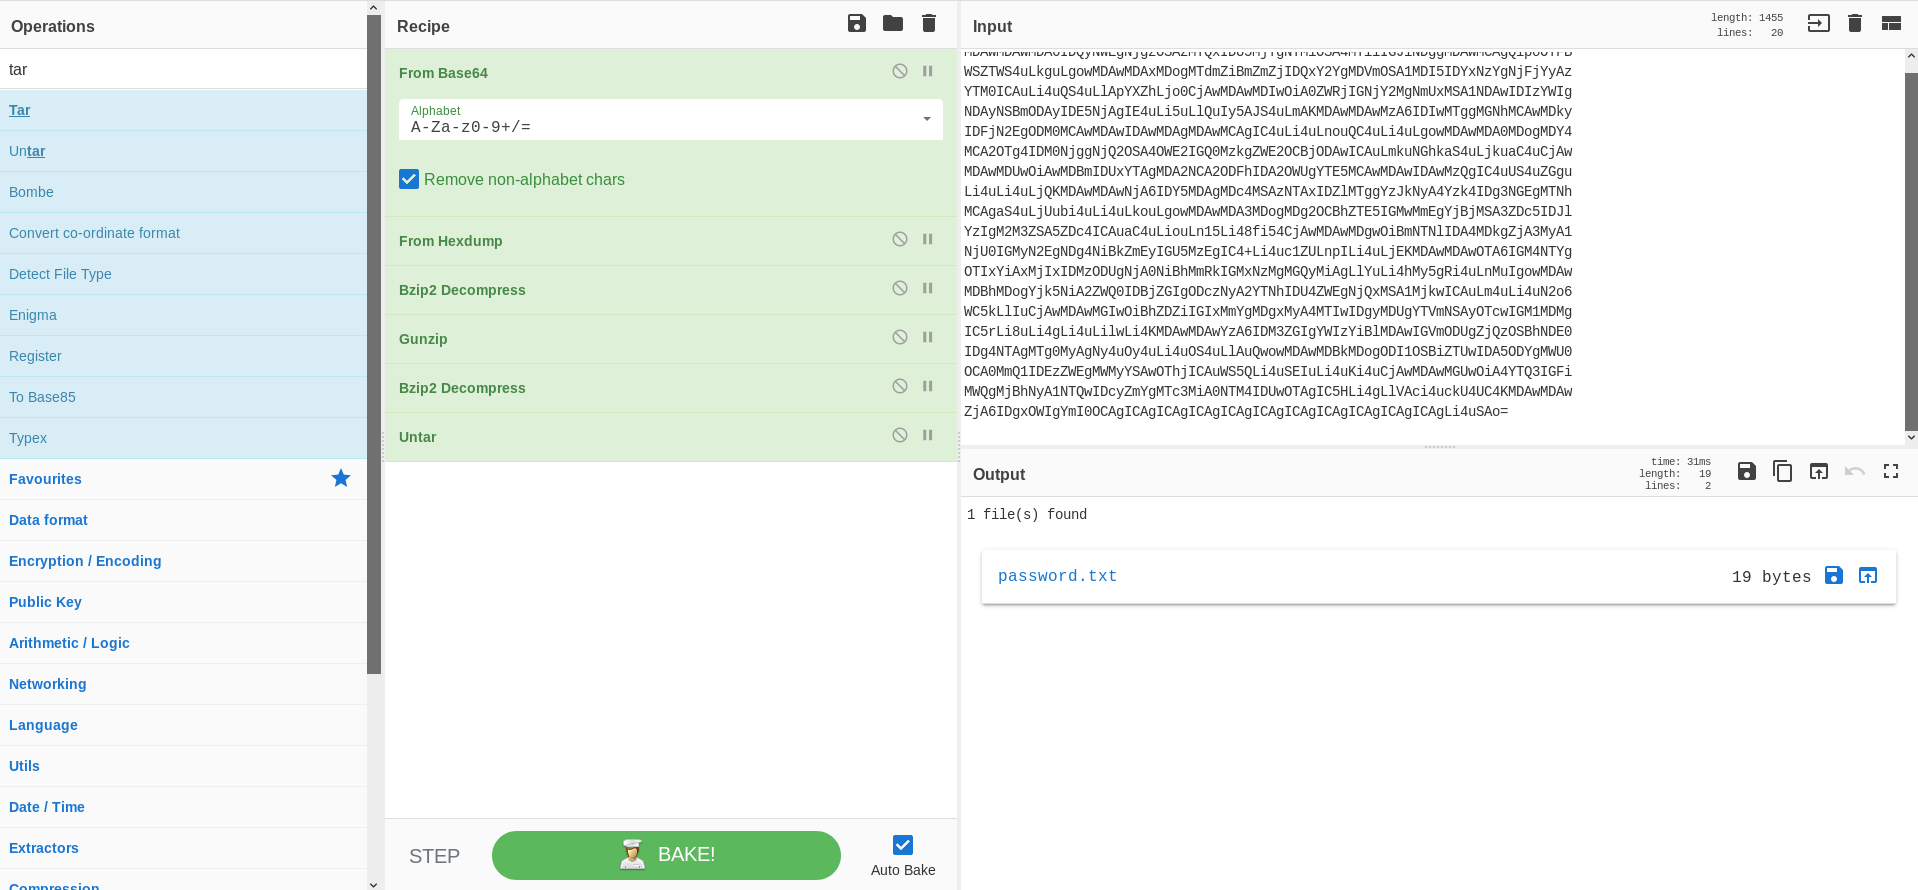 Operations
tar
Tar
Untar
Bombe
Convert co-ordinate format
Detect File Type
Enigma
Register
To Base85
Typex
Favourites
Data format
Encryption / Encoding
Public Key
Arithmetic / Logic
Networking
Language
Utils
Date / Time
Extractors
Compression
Recipe
From Base64
Alphabet
A-Za-z0-9+/=
Remove non-alphabet chars
From Hexdump
Bzip2 Decompress
Gunzip
Bzip2 Decompress
Untar
STEP
BAKE!
Auto Bake
Input
length: 1455
lines: 20
WSZTWS4uLkguLgowMDAwMDAxMDogMTdmZiBmZmZjIDQxY2YgMDVmOSA1MDI5IDYxNzYgNjFjYyAz
YTM0ICAuLi4uQS4uLlApYXZhLjo0CjAwMDAwMDIwOiA0ZWRjIGNjY2MgNmUxMSA1NDAwIDIzYWIg
NDAyNSBmODAyIDE5NjAgIE4uLi5uLlQuIy5AJS4uLmAKMDAwMDAwMzA6IDIwMTggMGNhMCAwMDky
IDFjN2EgODM0MCAwMDAwIDAwMDAgMDAwMCAgIC4uLi4uLnouQC4uLi4uLgowMDAwMDA0MDogMDY4
MCA2OTg4IDM0NjggNjQ2OSA4OWE2IGQ0MzkgZWE2OCBjODAwICAuLmkuNGhkaS4uLjkuaC4uCjAw
MDAwMDUwOiAwMDBmIDUxYTAgMDA2NCA2ODFhIDA2OWUgYTE5MCAwMDAwIDAwMzQgIC4uUS4uZGgu
Li4uLi4uLjQKMDAwMDAwNjA6IDY5MDAgMDc4MSAzNTAxIDZlMTggYzJkNyA4Yzk4IDg3NGEgMTNh
MCAgaS4uLjUubi4uLi4uLkouLgowMDAwMDA3MDogMDg2OCBhZTE5IGMwMmEgYjBjMSA3ZDc5IDJl
YzIgM2M3ZSA5ZDc4ICAuaC4uLiouLn15Li48fi54CjAwMDAwMDgwOiBmNTNlIDA4MDkgZjA3MyA1
NjU0IGMyN2EgNDg4NiBkZmEyIGU5MzEgIC4+Li4uc1ZULnpILi4uLjEKMDAwMDAwOTA6IGM4NTYg
OTIxYiAxMjIxIDMzODUgNjA0NiBhMmRkIGMxNzMgMGQyMiAgLlYuLi4hMy5gRi4uLnMuIgowMDAw
MDBhMDogYjk5NiA2ZWQ0IDBjZGIgODczNyA2YTNhIDU4ZWEgNjQxMSA1MjkwICAuLm4uLi4uN2o6
WC5kLlIuCjAwMDAwMGIwOiBhZDZiIGIxMmYgMDgxMyA4MTIwIDgyMDUgYTVmNSAyOTcwIGM1MDMg
IC5rLi8uLi4gLi4uLilwLi4KMDAwMDAwYzA6IDM3ZGIgYWIzYiBlMDAwIGVmODUgZjQzOSBhNDE0
IDg4NTAgMTg0MyAgNy4uOy4uLi4uOS4uLlAuQwowMDAwMDBkMDogODI1OSBiZTUwIDA5ODYgMWU0
OCA0MmQ1IDEzZWEgMWMyYSAwOThjICAuWS5QLi4uSEIuLi4uKi4uCjAwMDAwMGUwOiA4YTQ3IGFi
MWQgMjBhNyA1NTQwIDcyZmYgMTc3MiA0NTM4IDUwOTAgIC5HLi4gLlVAci4uckU4UC4KMDAwMDAw
ZjA6IDgxOWIgYmI0OCAgICAgICAgICAgICAgICAgICAgICAgICAgICAgICAgLi4uSAo=
Output
time: 31ms
length: 19
lines: 2
1 file(s) found
password.txt
19 bytes